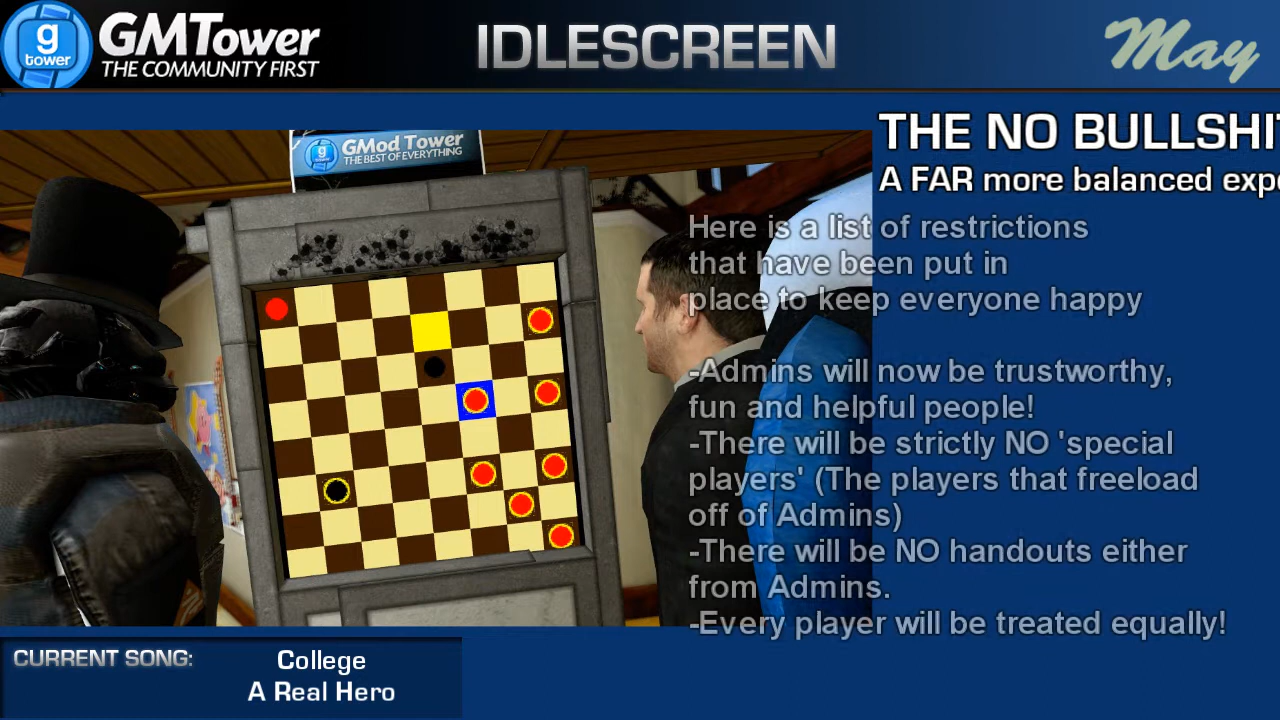 g
tower
GMTower
THE COMMUNITY FIRST
IDLESCREEN
May
g
GMod Tower
THE BEST OF EVERYTHING
THE NO BULLSHI
A FAR more balanced exp
Here is a list of restrictions
that have been put in
place to keep everyone happy
-Admins will now be trustworthy,
fun and helpful people!
-There will be strictly NO 'special
players' (The players that freeload
off of Admins)
-There will be NO handouts either
from Admins.
-Every player will be treated equally!
CURRENT SONG:
College
A Real Hero